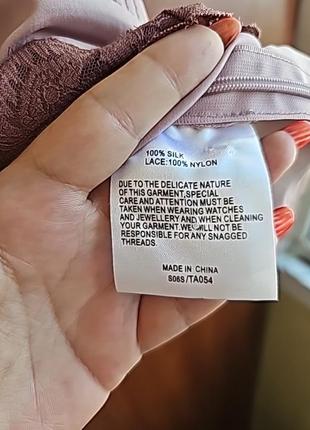 100% SILK
LACE:100% NYLON
DUE TO THE DELICATE NATURE
OF THIS GARMENT,SPECIAL
CARE AND ATTENTION MUST BE
TAKEN WHEN WEARING WATCHES
AND JEWELLERY AND WHEN CLEANING
YOUR GARMENT.WE WILL NOT BE
RESPONSIBLE FOR ANY SNAGGED
THREADS.
MADE IN CHINA
S06S/TA054